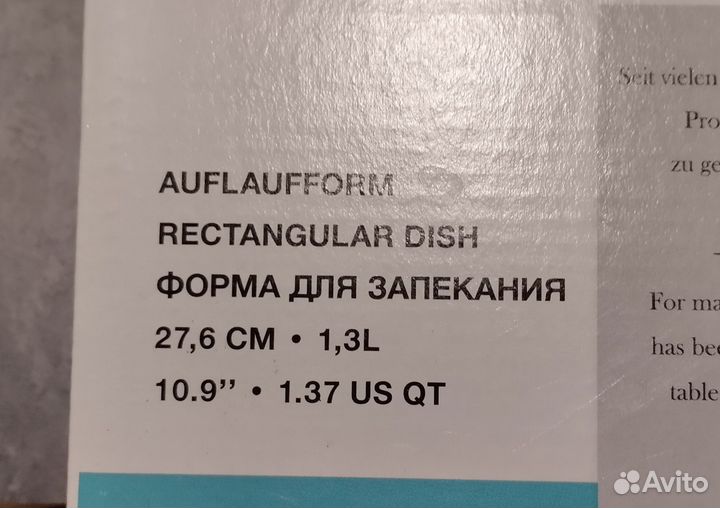 AUFLAUFFORM
RECTANGULAR DISH
ФОРМА ДЛЯ ЗАПЕКАНИЯ
27,6 CM • 1,3L
10.9’’ • 1.37 US QT
Seit vielen
Pro
zu ge
For ma
has bee
table
Avito